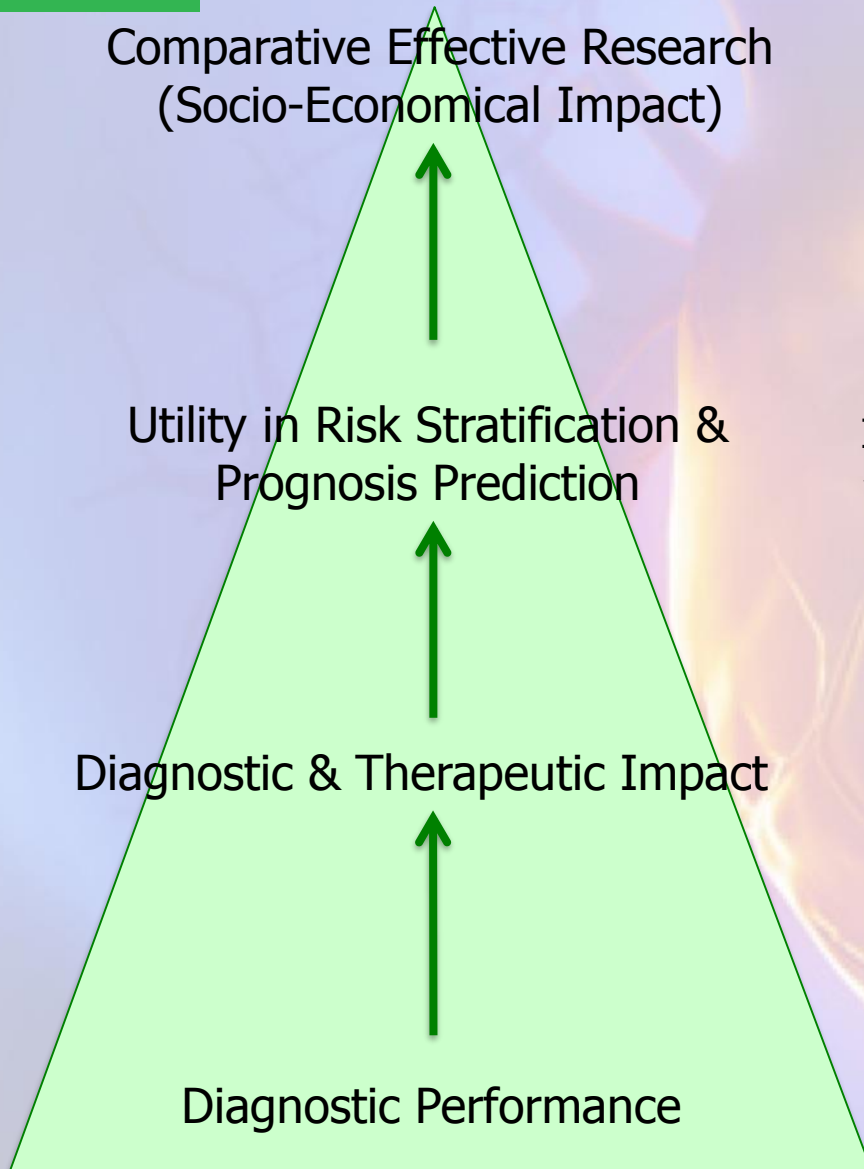 Comparative Effective Research
(Socio-Economical Impact)
Utility in Risk Stratification &
Prognosis Prediction
Diagnostic & Therapeutic Impact
Diagnostic Performance